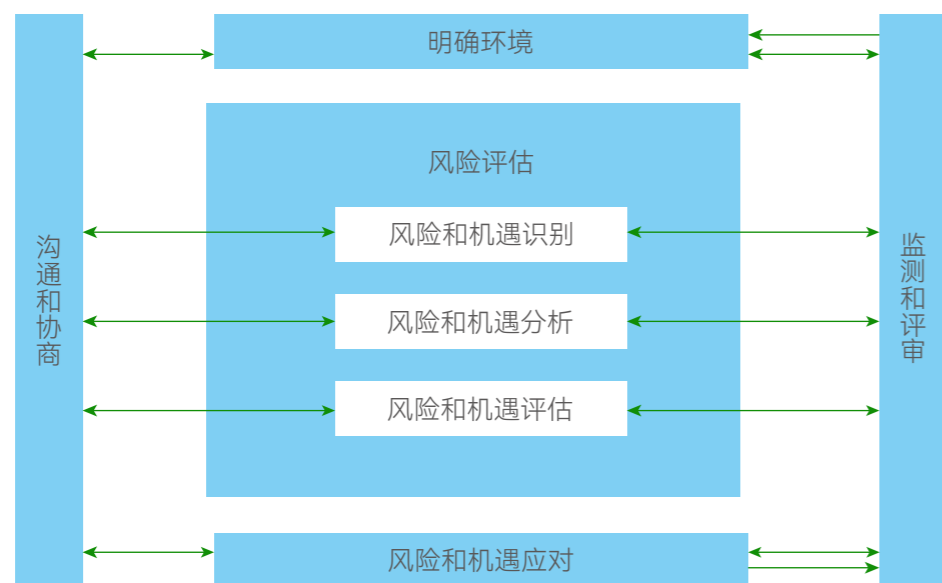 明确环境
风险评估
沟通和协商
风险和机遇识别
风险和机遇分析
风险和机遇评估
监测和评审
风险和机遇应对